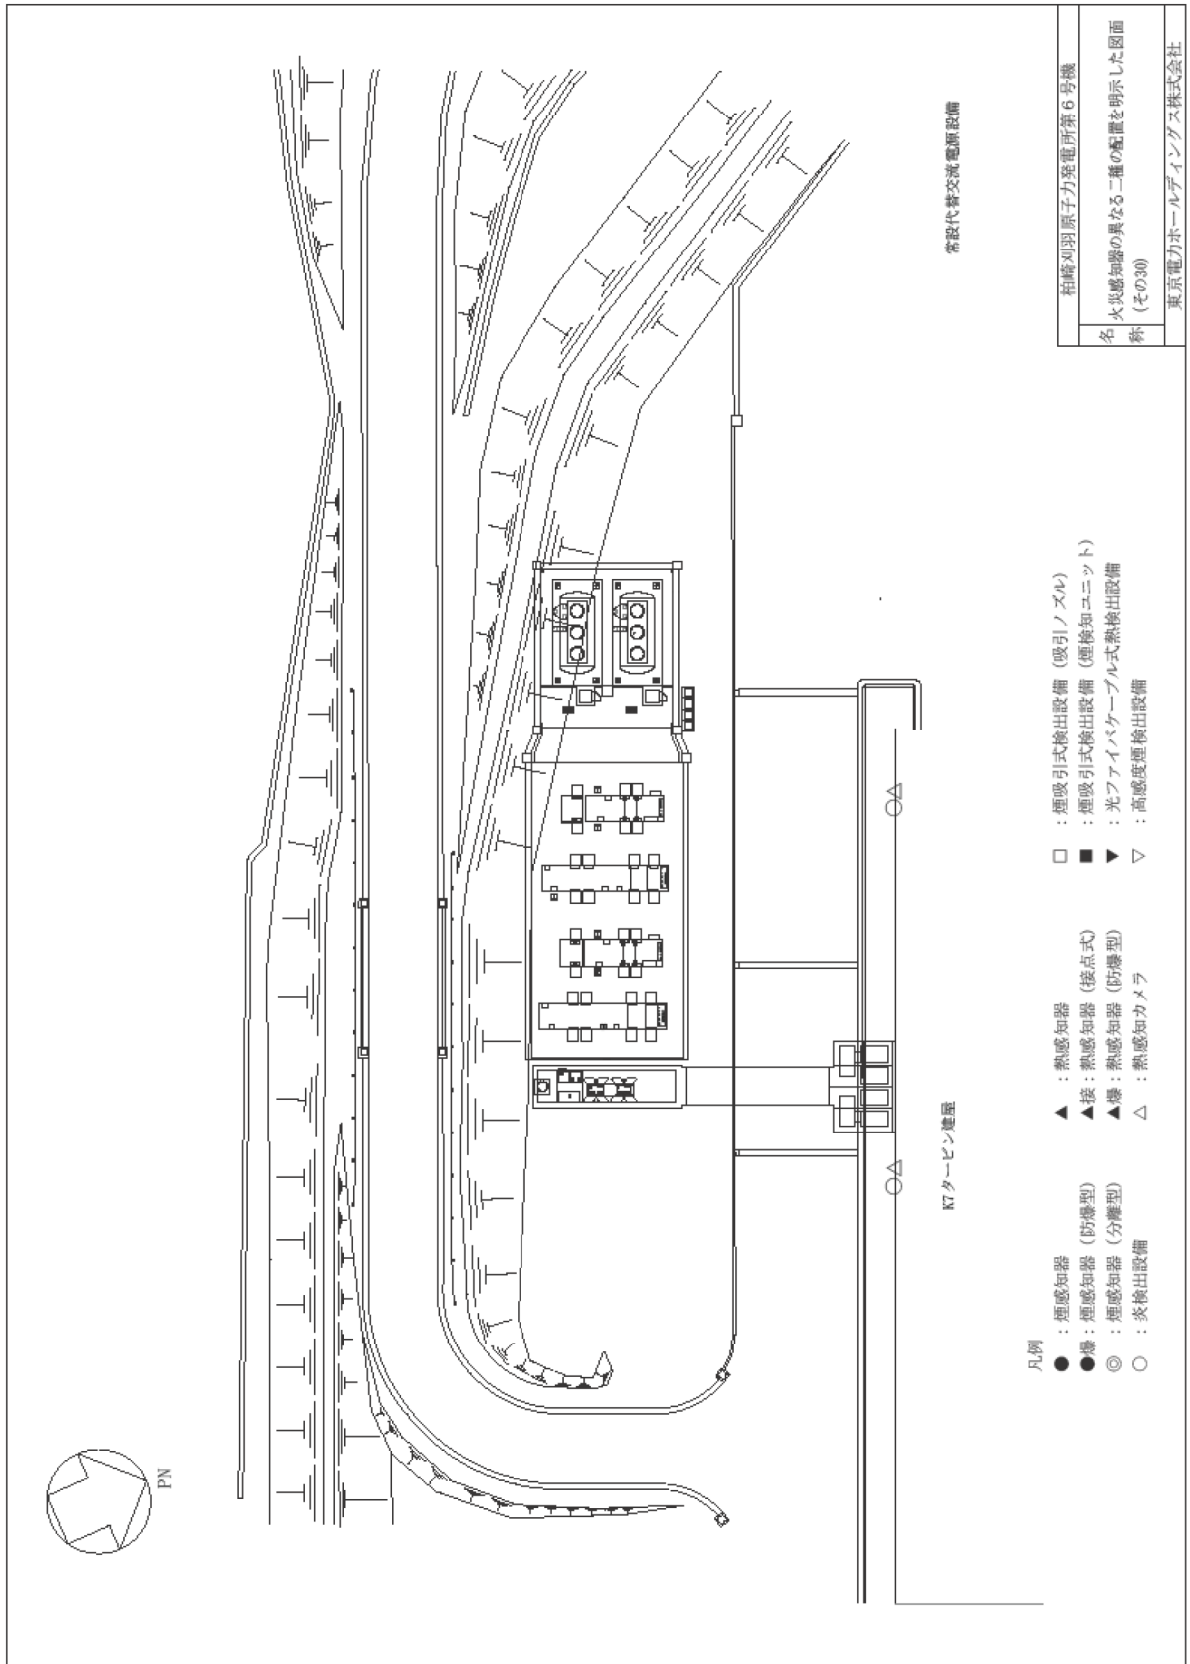 PN
常設代替交流電源設備
K7タービン建屋
凡例
● : 煙感知器
●爆 : 煙感知器 (防爆型)
◎ : 煙感知器 (分離型)
○ : 炎検出設備
▲ : 熱感知器
▲接 : 熱感知器 (接点式)
▲爆 : 熱感知器 (防爆型)
△ : 熱感知カメラ
□ : 煙吸引式検出設備 (吸引ノズル)
■ : 煙吸引式検出設備 (煙検知ユニット)
▼ : 光ファイバケーブル式熱検出設備
▽ : 高感度煙検出設備
柏崎刈羽原子力発電所第6号機
名称
火災感知器の異なる二種の配置を明示した図面
(その30)
東京電力ホールディングス株式会社